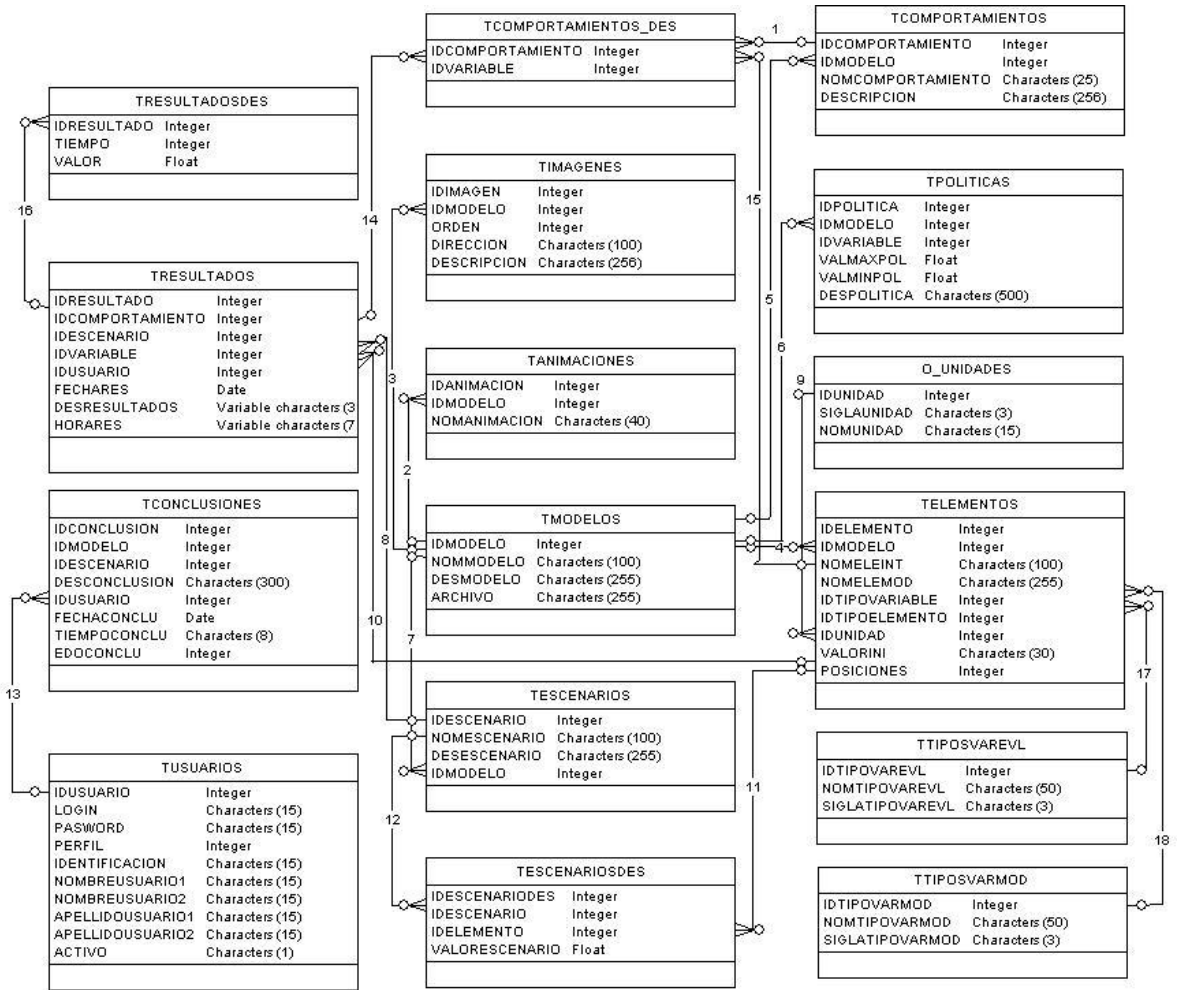 TCOMPORTAMIENTOS_DES
IDCOMPORTAMIENTO Integer
IDVARIABLE Integer
1
TCOMPORTAMIENTOS
IDCOMPORTAMIENTO Integer
IDMODELO Integer
NOMCOMPORTAMIENTO Characters (25)
DESCRIPCION Characters (256)
TRESULTADOSDES
IDRESULTADO Integer
TIEMPO Integer
VALOR Float
16
14
TIMAGENES
IDIMAGEN Integer
IDMODELO Integer
ORDEN Integer
DIRECCION Characters (100)
DESCRIPCION Characters (256)
15
TPOLITICAS
IDPOLITICA Integer
IDMODELO Integer
IDVARIABLE Integer
VALMAXPOL Float
VALMINPOL Float
DESPOLITICA Characters (500)
5
6
TRESULTADOS
IDRESULTADO Integer
IDCOMPORTAMIENTO Integer
IDESCENARIO Integer
IDVARIABLE Integer
IDUSUARIO Integer
FECHARES Date
DESRESULTADOS Variable characters (3
HORARES Variable characters (7
3
TANIMACIONES
IDANIMACION Integer
IDMODELO Integer
NOMANIMACION Characters (40)
2
9
O_UNIDADES
IDUNIDAD Integer
SIGLAUNIDAD Characters (3)
NOMUNIDAD Characters (15)
TCONCLUSIONES
IDCONCLUSION Integer
IDMODELO Integer
IDESCENARIO Integer
DESCONCLUSION Characters (300)
IDUSUARIO Integer
FECHACONCLU Date
TIEMPOCONCLU Characters (8)
EDOCONCLU Integer
8
10
7
TMODELOS
IDMODELO Integer
NOMMODELO Characters (100)
DESMODELO Characters (255)
ARCHIVO Characters (255)
4
TELEMENTOS
IDELEMENTO Integer
IDMODELO Integer
NOMELEINT Characters (100)
NOMELEMOD Characters (255)
IDTIPOVARIABLE Integer
IDTIPOELEMENTO Integer
IDUNIDAD Integer
VALORINI Characters (30)
POSICIONES Integer
13
TESCENARIOS
IDESCENARIO Integer
NOMESCENARIO Characters (100)
DESESCENARIO Characters (255)
IDMODELO Integer
11
17
12
TUSUARIOS
IDUSUARIO Integer
LOGIN Characters (15)
PASWORD Characters (15)
PERFIL Integer
IDENTIFICACION Characters (15)
NOMBREUSUARIO1 Characters (15)
NOMBREUSUARIO2 Characters (15)
APELLIDOUSUARIO1 Characters (15)
APELLIDOUSUARIO2 Characters (15)
ACTIVO Characters (1)
TTIPOSVAREVL
IDTIPOVAREVL Integer
NOMTIPOVAREVL Characters (50)
SIGLATIPOVAREVL Characters (3)
18
TESCENARIOSDES
IDESCENARIODES Integer
IDESCENARIO Integer
IDELEMENTO Integer
VALORESCENARIO Float
TTIPOSVARMOD
IDTIPOVARMOD Integer
NOMTIPOVARMOD Characters (50)
SIGLATIPOVARMOD Characters (3)